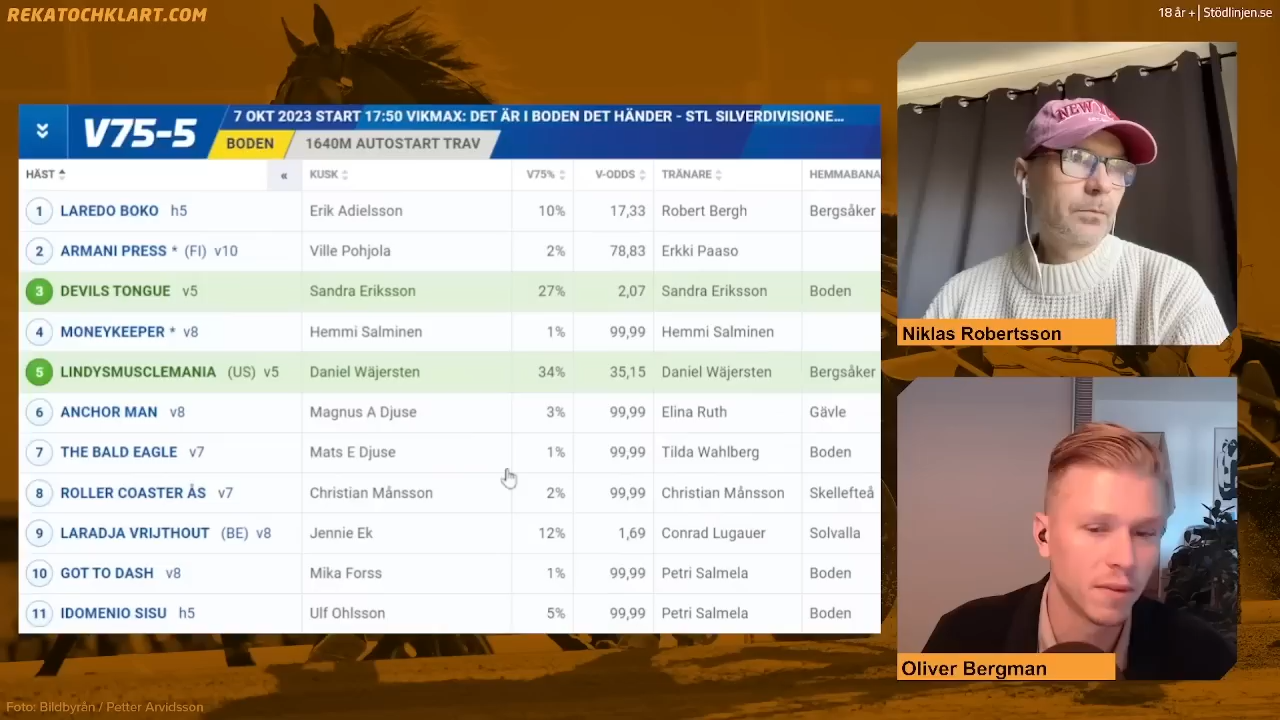 REKATOCHKLART.COM
18 år + | Stödlinjen.se
V75-5
7 OKT 2023 START 17:50 VIKMAX: DET ÄR I BODEN DET HÄNDER - STL SILVERDIVISIONE...
BODEN 1640M AUTOSTART TRAV
HÄST « KUSK V75% V-ODDS TRÄNARE HEMMABANA
1 LAREDO BOKO h5 Erik Adielsson 10% 17,33 Robert Bergh Bergsåker
2 ARMANI PRESS * (FI) v10 Ville Pohjola 2% 78,83 Erkki Paaso
3 DEVILS TONGUE v5 Sandra Eriksson 27% 2,07 Sandra Eriksson Boden
4 MONEYKEEPER * v8 Hemmi Salminen 1% 99,99 Hemmi Salminen
5 LINDYSMUSCLEMANIA (US) v5 Daniel Wäjersten 34% 35,15 Daniel Wäjersten Bergsåker
6 ANCHOR MAN v8 Magnus A Djuse 3% 99,99 Elina Ruth Gävle
7 THE BALD EAGLE v7 Mats E Djuse 1% 99,99 Tilda Wahlberg Boden
8 ROLLER COASTER ÅS v7 Christian Månsson 2% 99,99 Christian Månsson Skellefteå
9 LARADJA VRIJTHOUT (BE) v8 Jennie Ek 12% 1,69 Conrad Lugauer Solvalla
10 GOT TO DASH v8 Mika Forss 1% 99,99 Petri Salmela Boden
11 IDOMENIO SISU h5 Ulf Ohlsson 5% 99,99 Petri Salmela Boden
NEW Y
Niklas Robertsson
Oliver Bergman
Foto: Bildbyrån / Petter Arvidsson